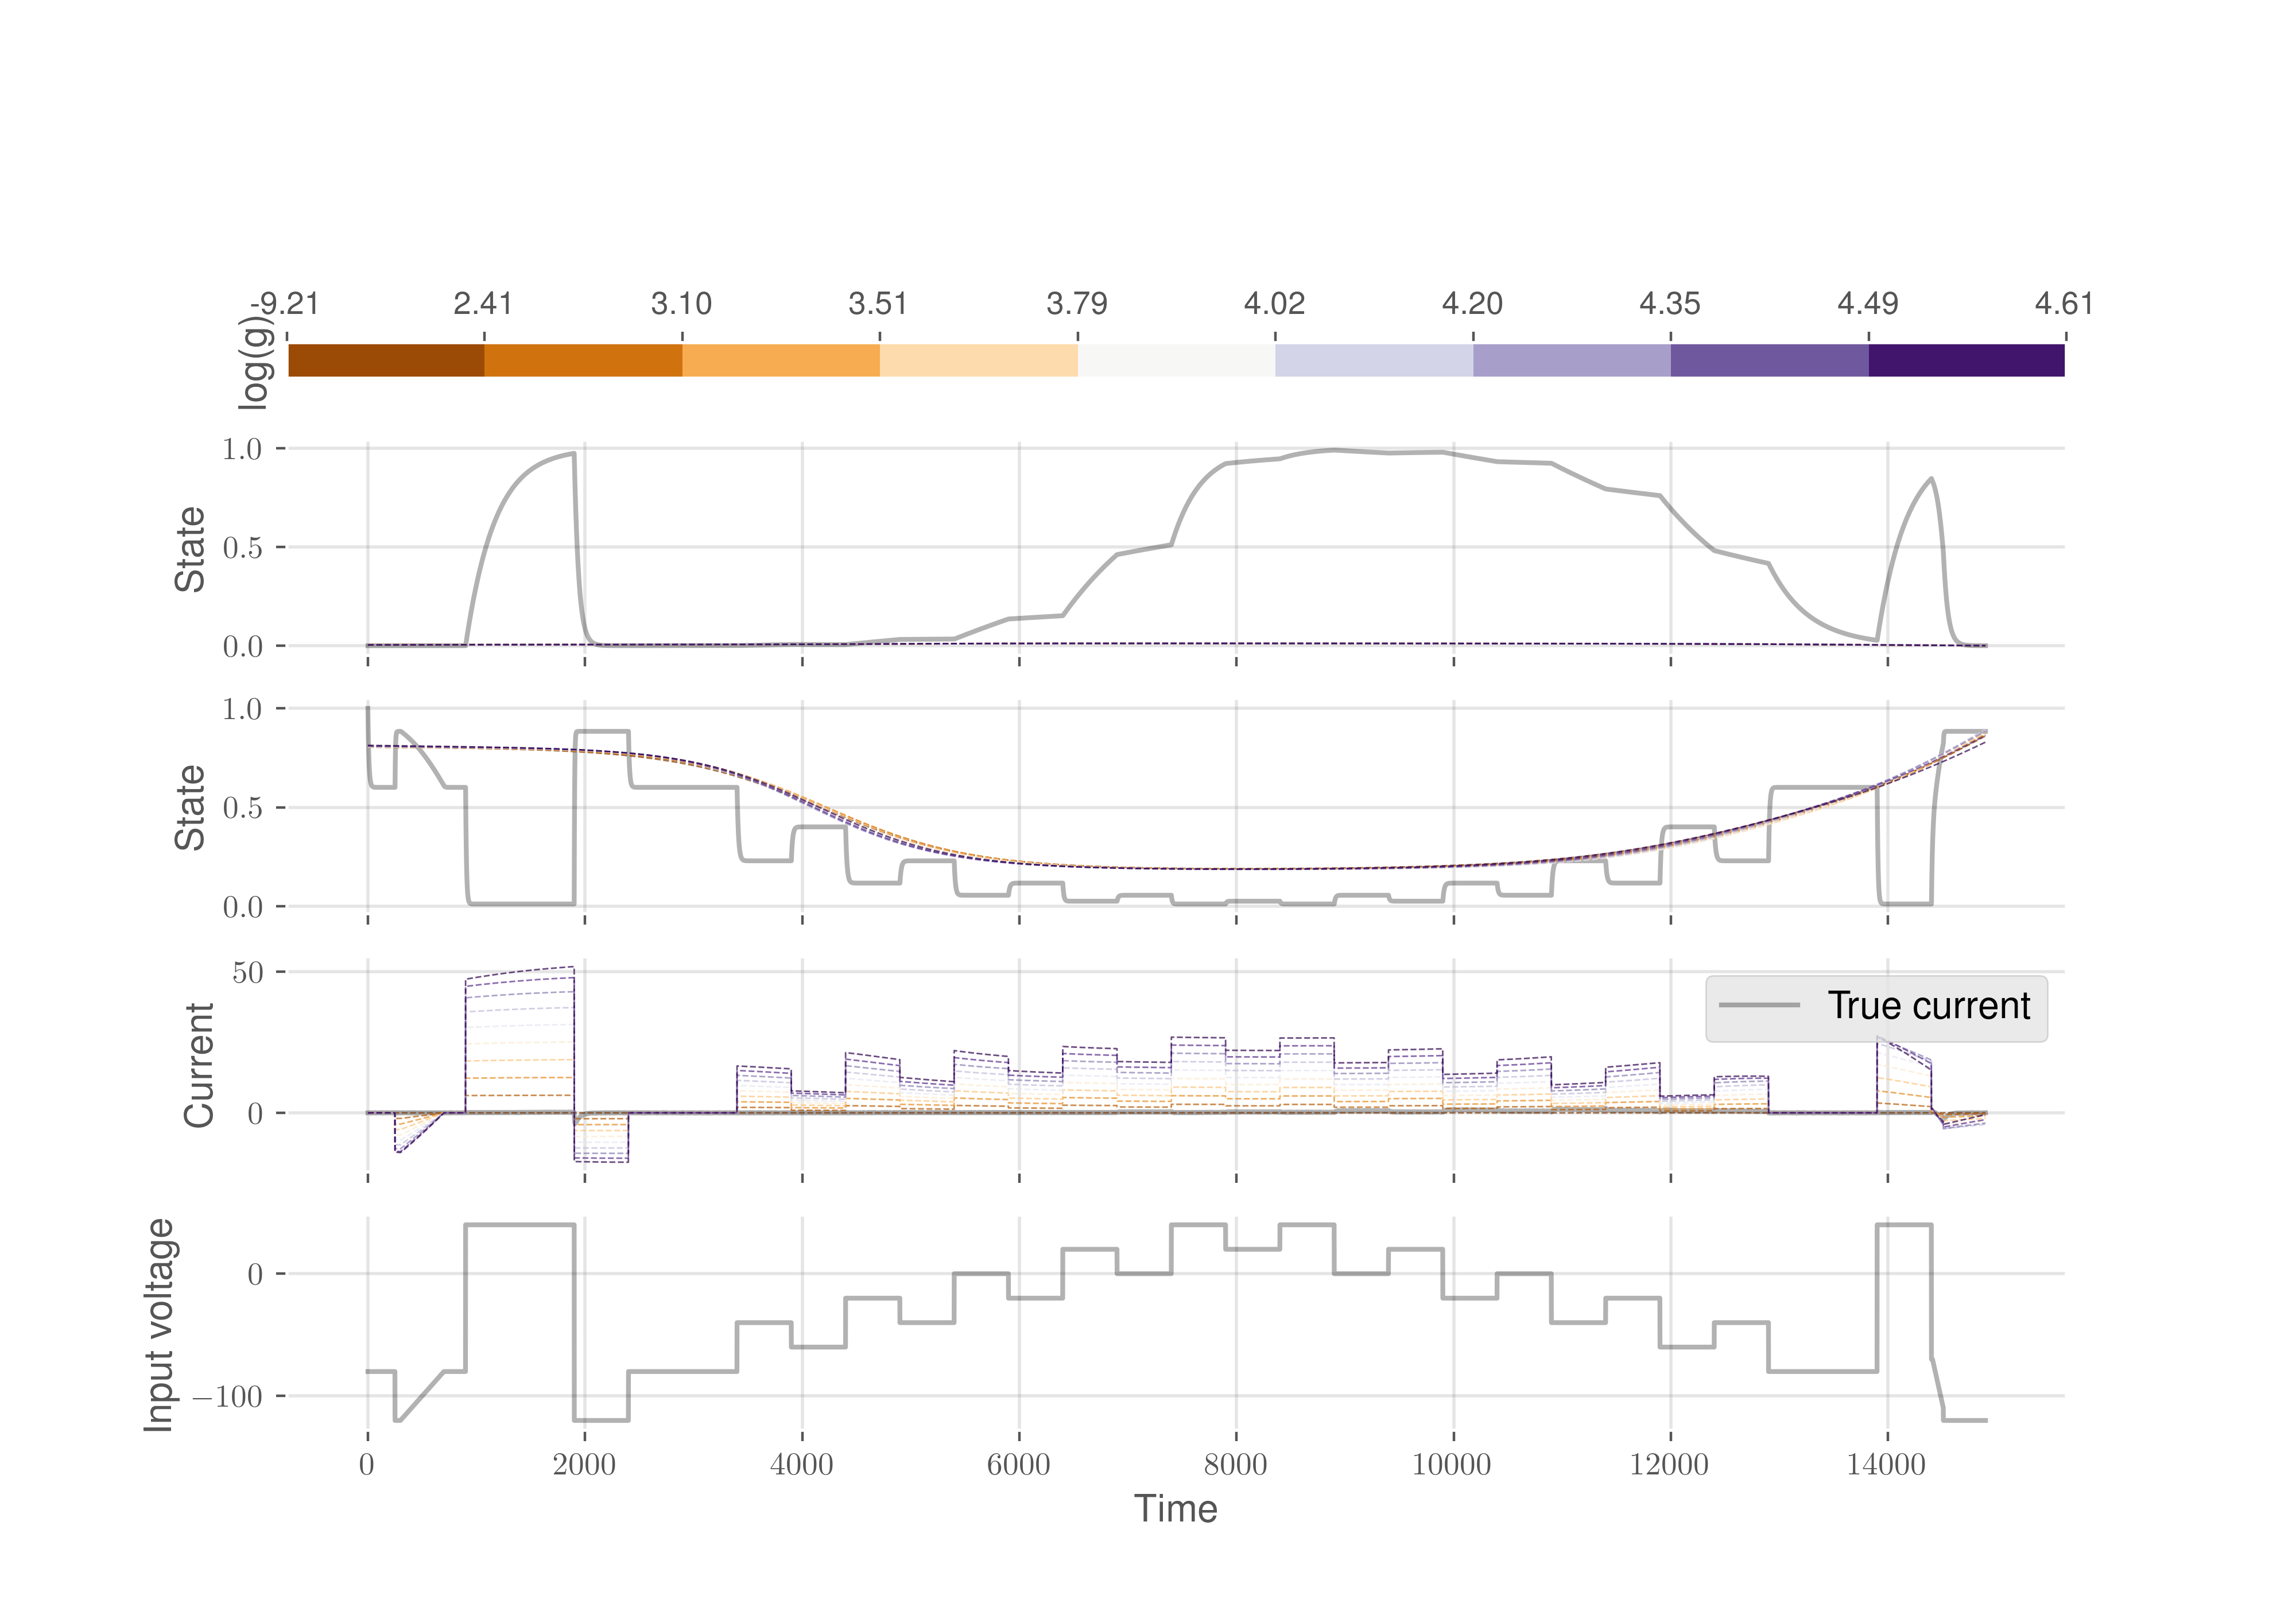 -9.21 2.41 3.10 3.51 3.79 4.02 4.20 4.35 4.49 4.61
log(g)
1.0
0.5
0.0
State
1.0
0.5
0.0
State
50
0
Current
True current
0
−100
Input voltage
0 2000 4000 6000 8000 10000 12000 14000
Time